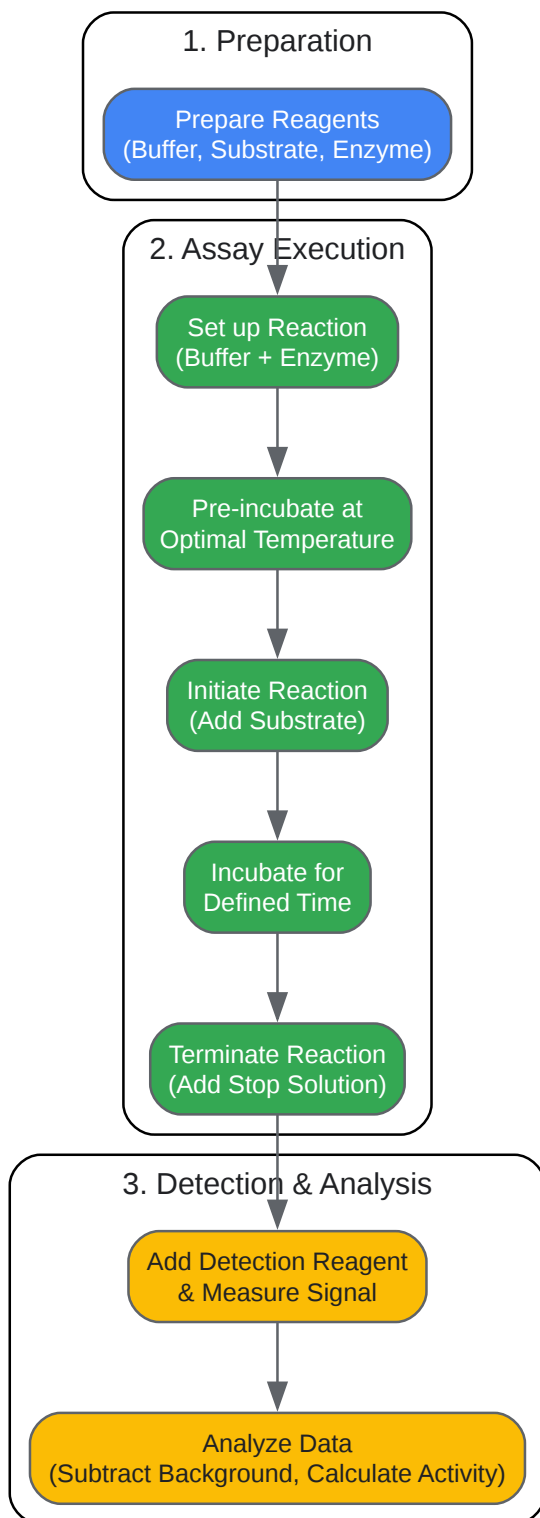 1. Preparation
Prepare Reagents
(Buffer, Substrate, Enzyme)
2. Assay Execution
Set up Reaction
(Buffer + Enzyme)
Pre-incubate at
Optimal Temperature
Initiate Reaction
(Add Substrate)
Incubate for
Defined Time
Terminate Reaction
(Add Stop Solution)
3. Detection & Analysis
Add Detection Reagent
& Measure Signal
Analyze Data
(Subtract Background, Calculate Activity)